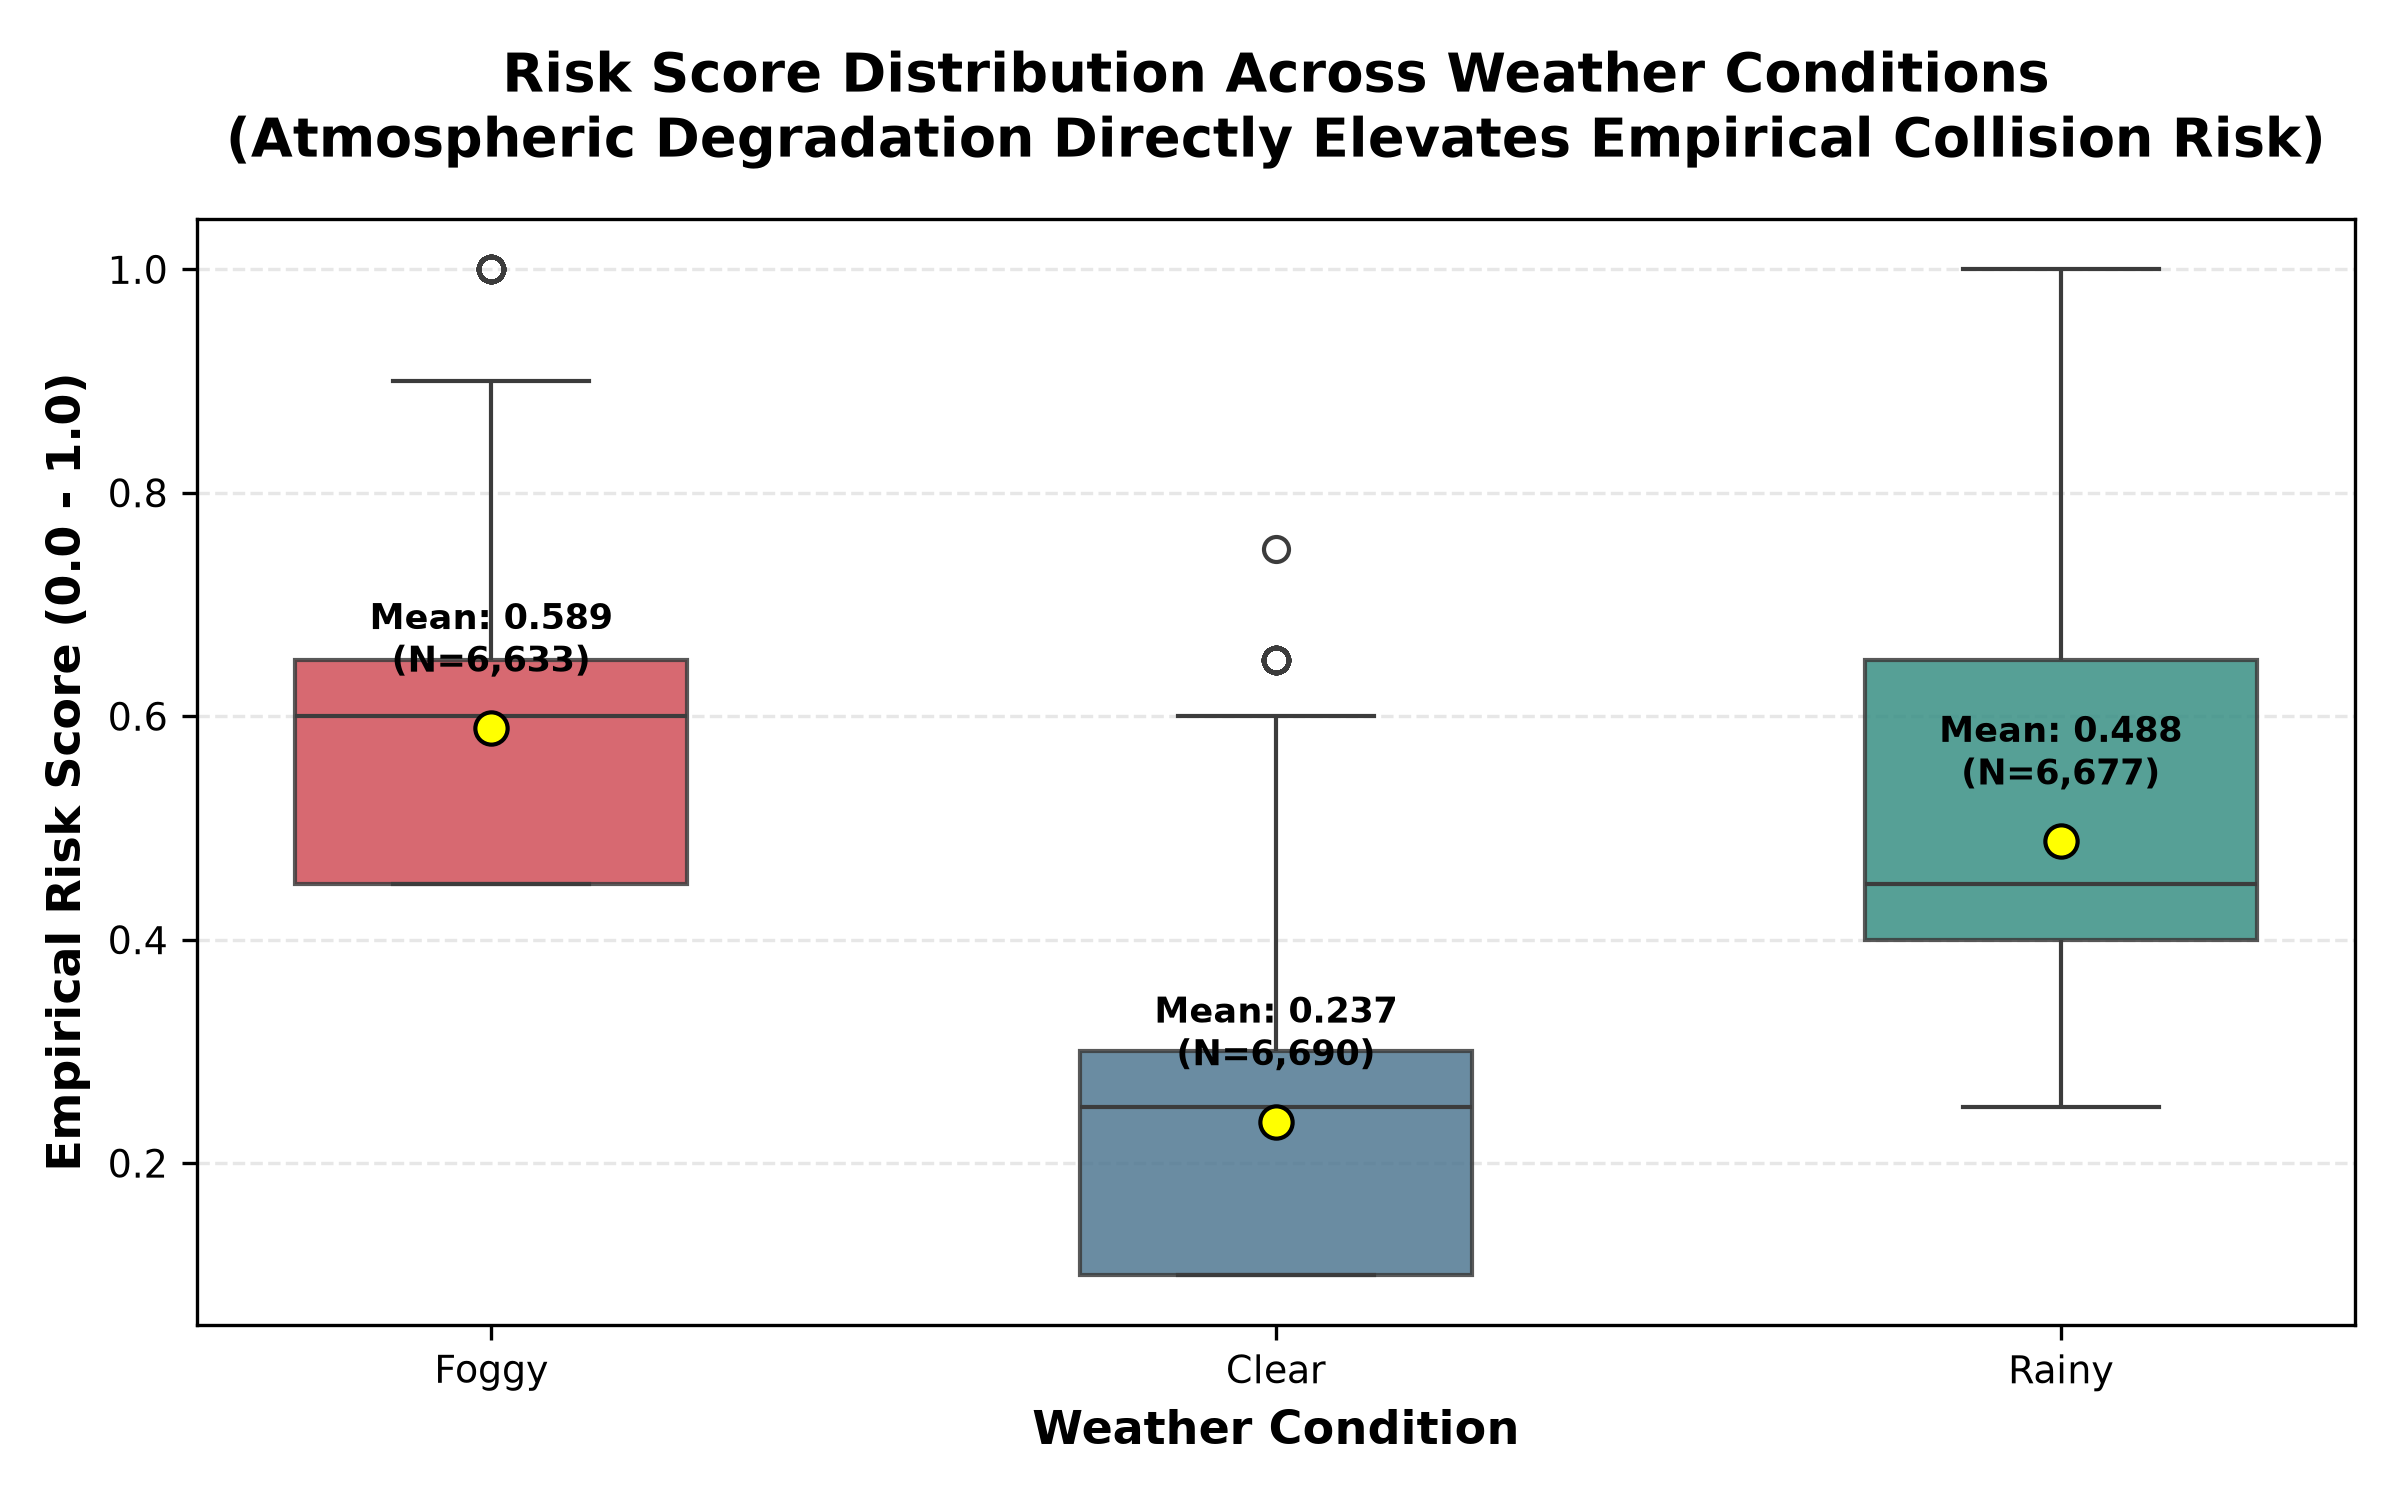 Risk Score Distribution Across Weather Conditions
(Atmospheric Degradation Directly Elevates Empirical Collision Risk)
Empirical Risk Score (0.0 - 1.0)
1.0
0.8
0.6
0.4
0.2
Mean: 0.589
(N=6,633)
Mean: 0.237
(N=6,690)
Mean: 0.488
(N=6,677)
Foggy
Clear
Rainy
Weather Condition